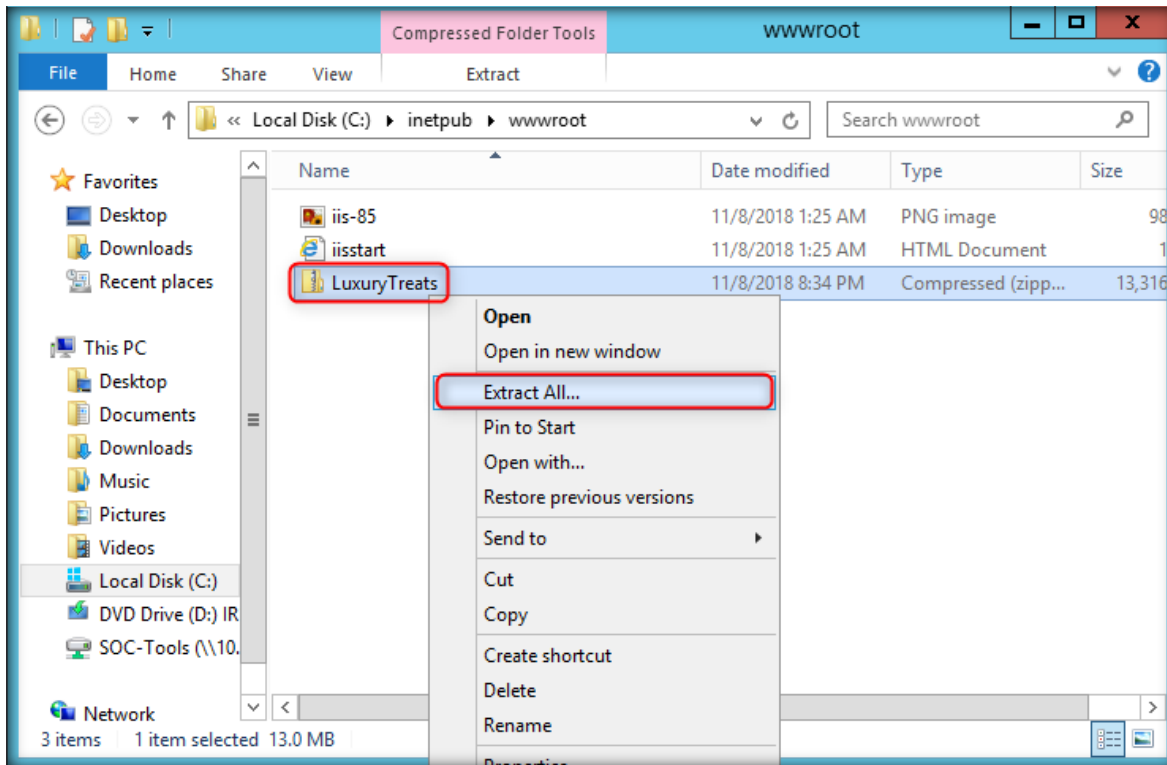 Compressed Folder Tools
wwwroot
File Home Share View Extract
« Local Disk (C:) inetpub wwwroot Search wwwroot
Name Date modified Type Size
Favorites
Desktop
Downloads
Recent places
This PC
Desktop
Documents
Downloads
Music
Pictures
Videos
Local Disk (C:)
DVD Drive (D:) IR
SOC-Tools (\\10.
Network
iis-85 11/8/2018 1:25 AM PNG image 98
iisstart 11/8/2018 1:25 AM HTML Document 1
LuxuryTreats 11/8/2018 8:34 PM Compressed (zipp... 13,316
Open
Open in new window
Extract All...
Pin to Start
Open with...
Restore previous versions
Send to
Cut
Copy
Create shortcut
Delete
Rename
Properties
3 items 1 item selected 13.0 MB